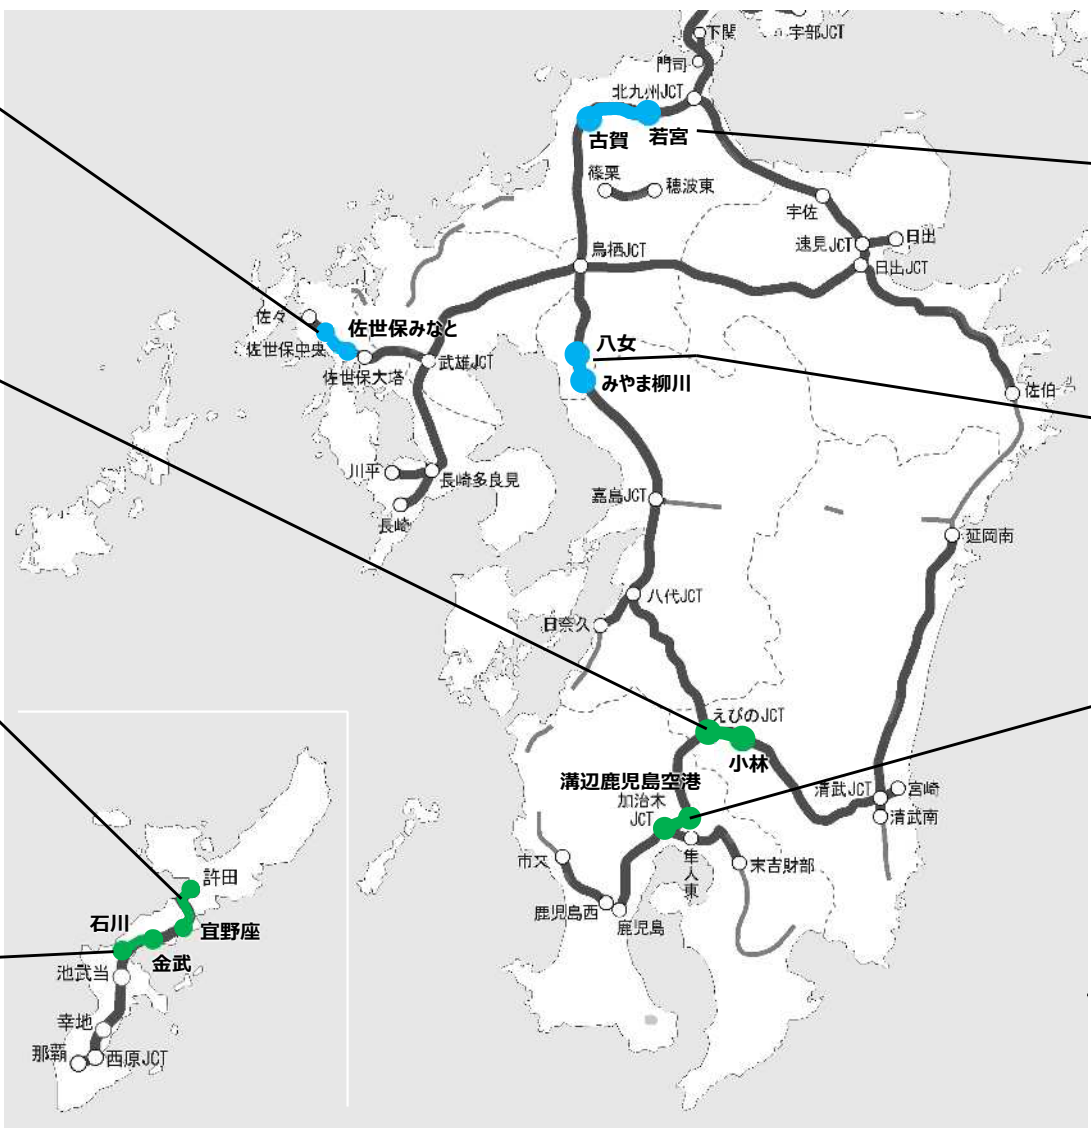 下関
宇部JCT
門司
北九州JCT
古賀
若宮
篠栗
穂波東
宇佐
速見JCT
日出
鳥栖JCT
日出JCT
佐々
佐世保みなと
佐世保中央
佐世保大塔
武雄JCT
八女
みやま柳川
佐伯
川平
長崎多良見
長崎
嘉島JCT
延岡南
八代JCT
日奈久
えびのJCT
小林
溝辺鹿児島空港
加治木
JCT
清武JCT
宮崎
清武南
隼人東
末吉財部
市来
鹿児島西
鹿児島
許田
石川
宜野座
金武
池武当
幸地
那覇
西原JCT